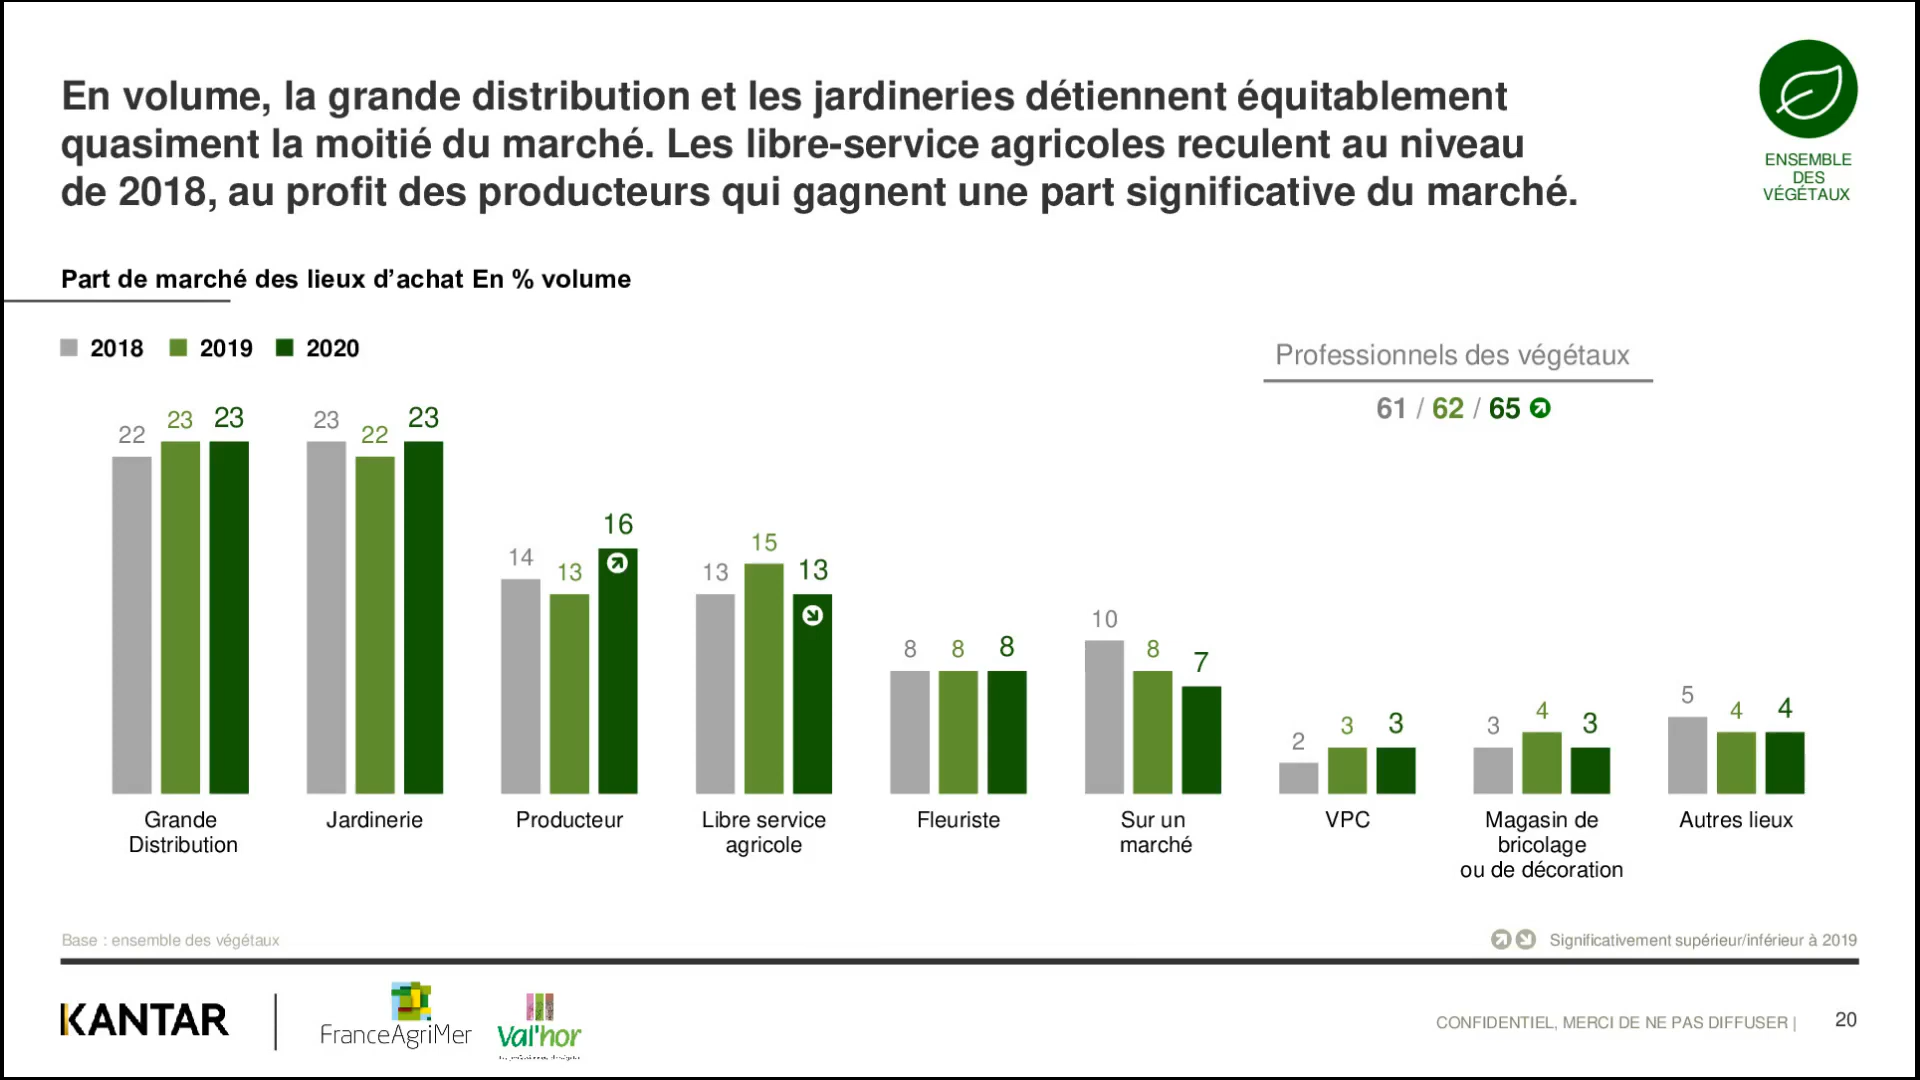 En volume, la grande distribution et les jardineries détiennent équitablement
quasiment la moitié du marché. Les libre-service agricoles reculent au niveau
de 2018, au profit des producteurs qui gagnent une part significative du marché.
ENSEMBLE
DES
VÉGÉTAUX
Part de marché des lieux d’achat En % volume
2018 2019 2020
Professionnels des végétaux
61 / 62 / 65
22 23 23
23 22 23
14 13 16
13 15 13
8 8 8
10 8 7
2 3 3
3 4 3
5 4 4
Grande
Distribution
Jardinerie
Producteur
Libre service
agricole
Fleuriste
Sur un
marché
VPC
Magasin de
bricolage
ou de décoration
Autres lieux
Base : ensemble des végétaux
Significativement supérieur/inférieur à 2019
KANTAR
FranceAgriMer
Val'hor
CONFIDENTIEL, MERCI DE NE PAS DIFFUSER |
20